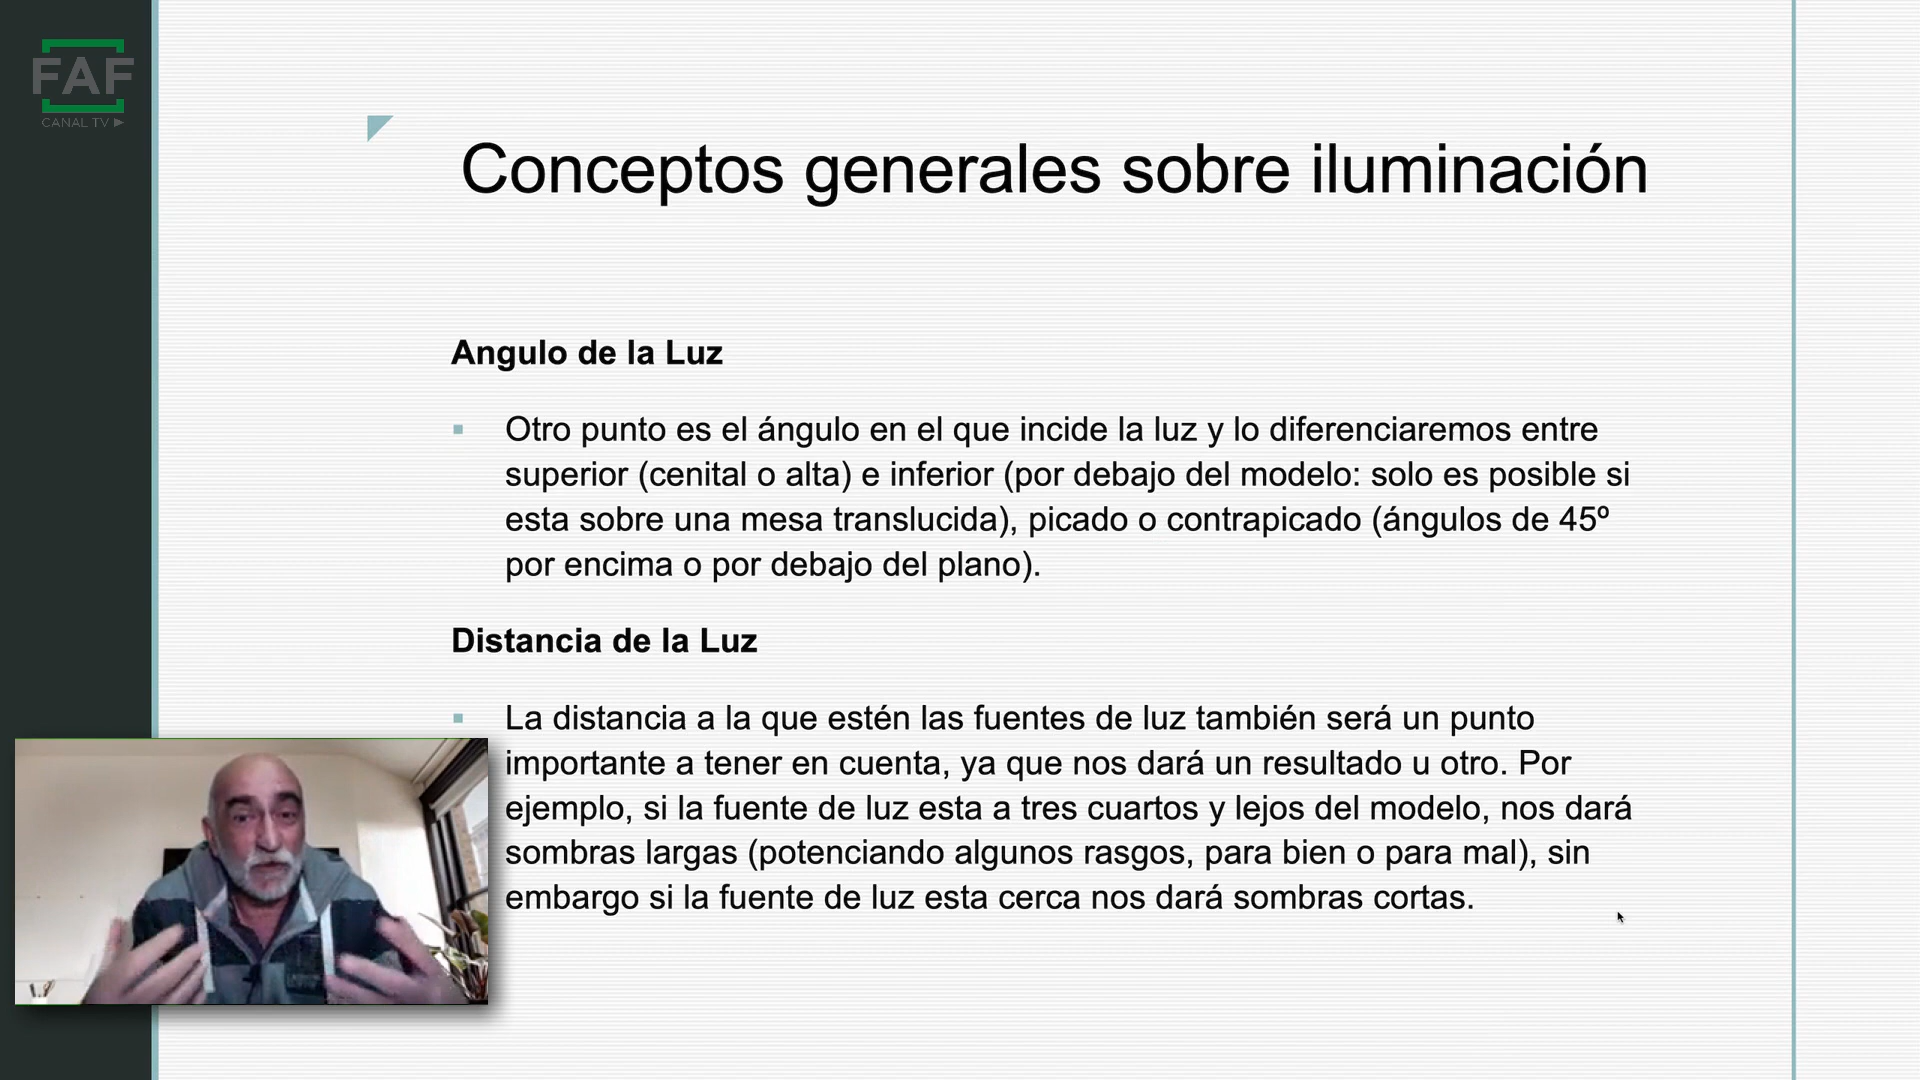 FAF
CANAL TV
Conceptos generales sobre iluminación
Angulo de la Luz
Otro punto es el ángulo en el que incide la luz y lo diferenciaremos entre
superior (cenital o alta) e inferior (por debajo del modelo: solo es posible si
esta sobre una mesa translucida), picado o contrapicado (ángulos de 45º
por encima o por debajo del plano).
Distancia de la Luz
La distancia a la que estén las fuentes de luz también será un punto
importante a tener en cuenta, ya que nos dará un resultado u otro. Por
ejemplo, si la fuente de luz esta a tres cuartos y lejos del modelo, nos dará
sombras largas (potenciando algunos rasgos, para bien o para mal), sin
embargo si la fuente de luz esta cerca nos dará sombras cortas.